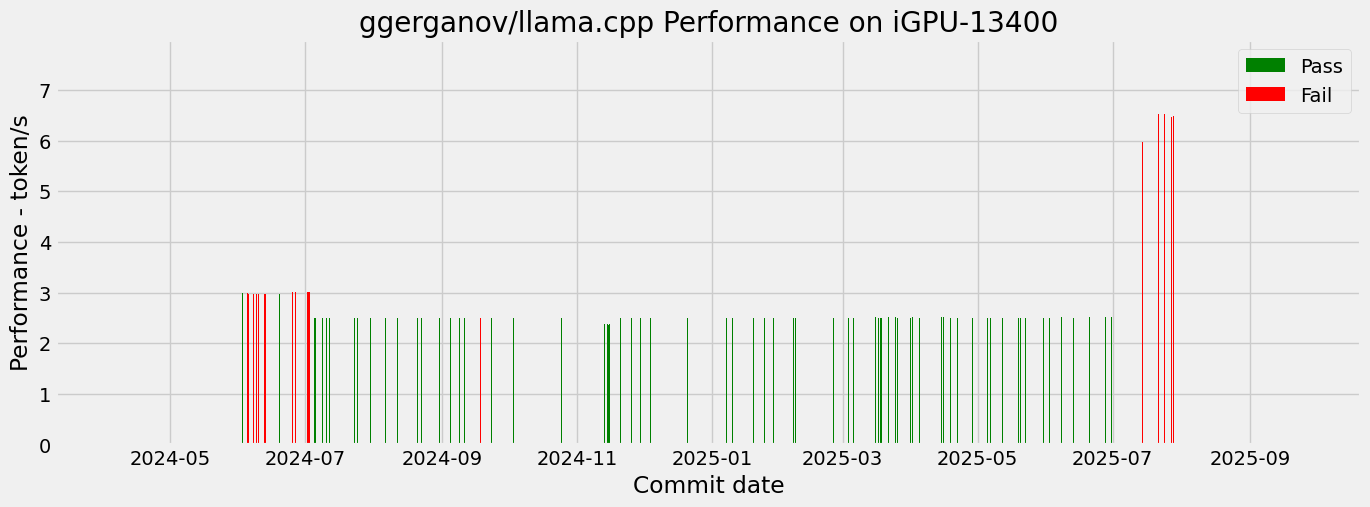 ggerganov/llama.cpp Performance on iGPU-13400
Performance - token/s
7
6
5
4
3
2
1
0
Pass
Fail
2024-05 2024-07 2024-09 2024-11 2025-01 2025-03 2025-05 2025-07 2025-09
Commit date